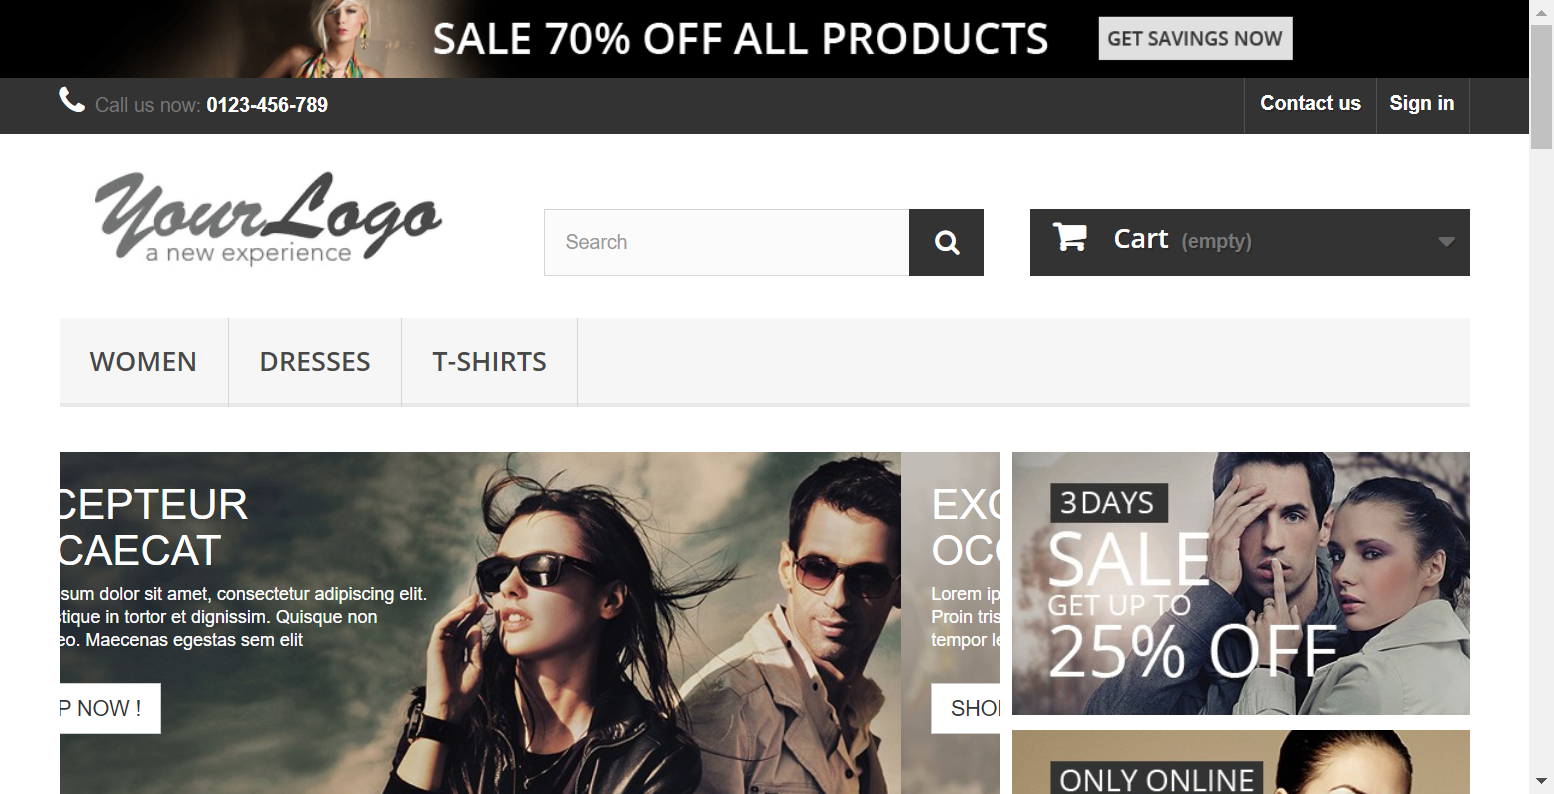 SALE 70% OFF ALL PRODUCTS
GET SAVINGS NOW
Call us now: 0123-456-789
Contact us
Sign in
YourLogo
a new experience
Search
Cart (empty)
WOMEN
DRESSES
T-SHIRTS
CEPTEUR
CAECAT
sum dolor sit amet, consectetur adipiscing elit.
stique in tortor et dignissim. Quisque non
eo. Maecenas egestas sem elit
P NOW !
EXC
OCC
Lorem ip
Proin tris
tempor le
SHOP
3 DAYS
SALE
GET UP TO
25% OFF
ONLY ONLINE